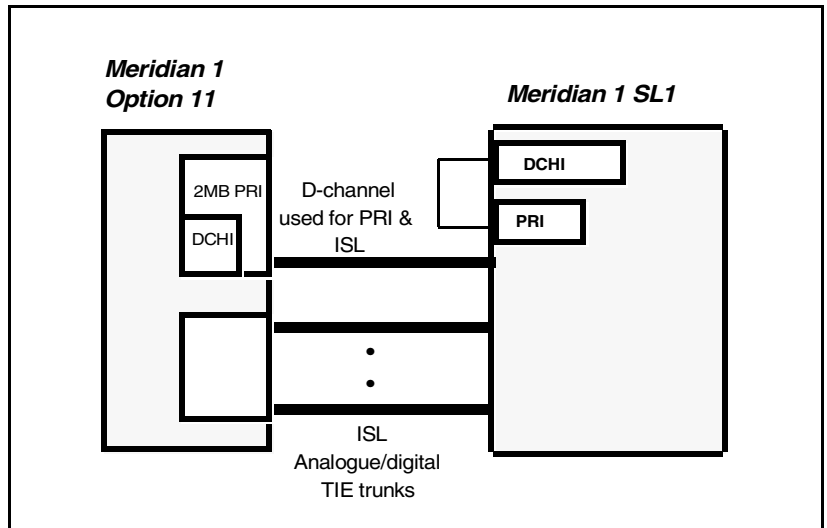 Meridian 1
Option 11
Meridian 1 SL1
2MB PRI
DCHI
D-channel
used for PRI &
ISL
DCHI
PRI
ISL
Analogue/digital
TIE trunks